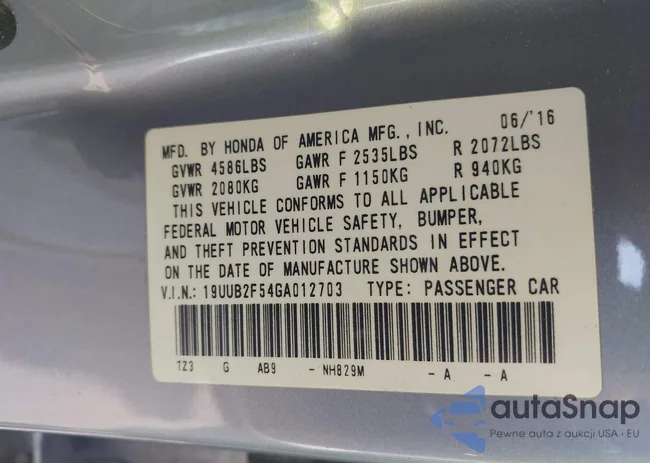 MFD. BY HONDA OF AMERICA MFG., INC. 06/'16
GVWR 4586LBS GAWR F 2535LBS R 2072LBS
GVWR 2080KG GAWR F 1150KG R 940KG
THIS VEHICLE CONFORMS TO ALL APPLICABLE
FEDERAL MOTOR VEHICLE SAFETY, BUMPER,
AND THEFT PREVENTION STANDARDS IN EFFECT
ON THE DATE OF MANUFACTURE SHOWN ABOVE.
V.I.N.: 19UUB2F54GA012703 TYPE: PASSENGER CAR
TZ3 G AB9 - NH829M - A - A
autaSnap
Pewne auta z aukcji USA i EU